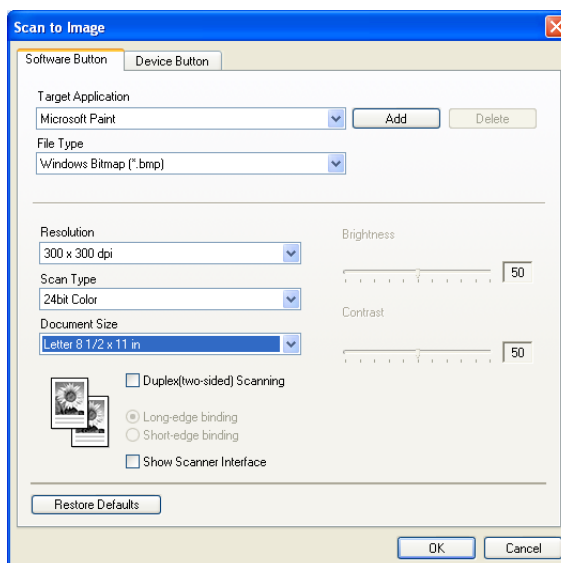 Scan to Image
Software Button Device Button
Target Application
Microsoft Paint Add Delete
File Type
Windows Bitmap (*.bmp)
Resolution
300 x 300 dpi
Scan Type
24bit Color
Document Size
Letter 8 1/2 x 11 in
Brightness
50
Contrast
50
Duplex(two-sided) Scanning
Long-edge binding
Short-edge binding
Show Scanner Interface
Restore Defaults
OK Cancel